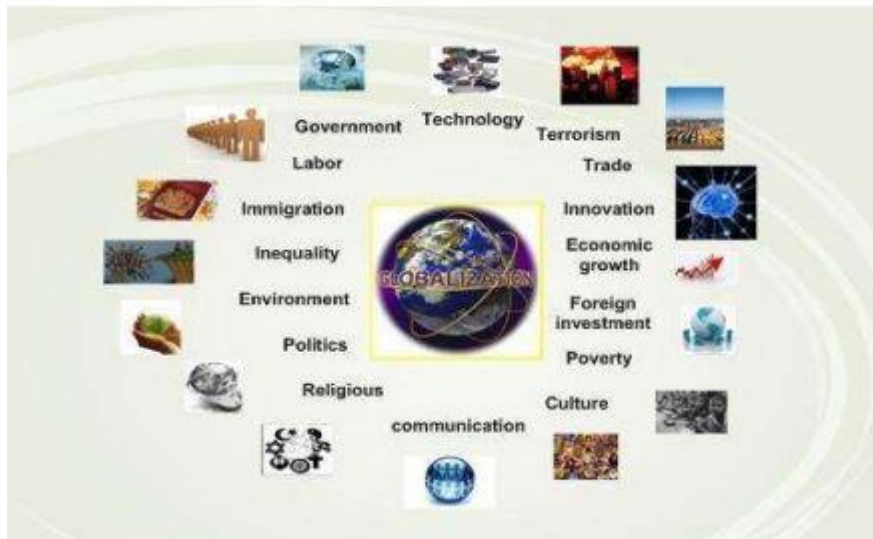 Government
Technology
Terrorism
Labor
Trade
Immigration
Innovation
Inequality
Economic
growth
Environment
GLOBALIZATION
Foreign
investment
Politics
Poverty
Religious
Culture
communication